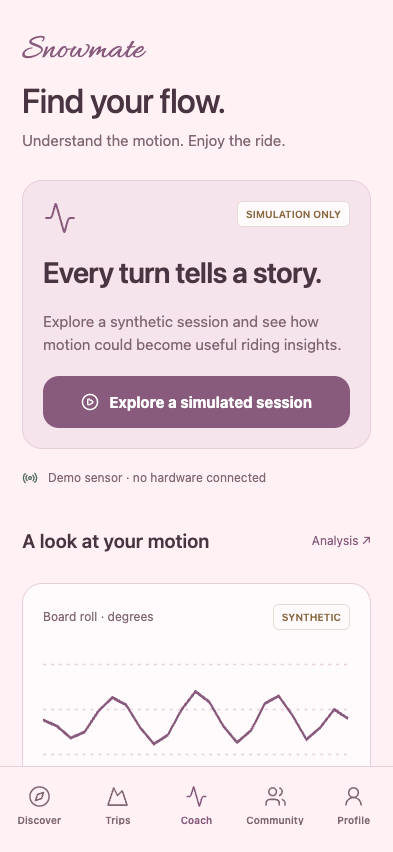 Snowmate
Find your flow.
Understand the motion. Enjoy the ride.
SIMULATION ONLY
Every turn tells a story.
Explore a synthetic session and see how
motion could become useful riding insights.
Explore a simulated session
Demo sensor · no hardware connected
A look at your motion
Analysis ↗
Board roll · degrees
SYNTHETIC
Discover
Trips
Coach
Community
Profile